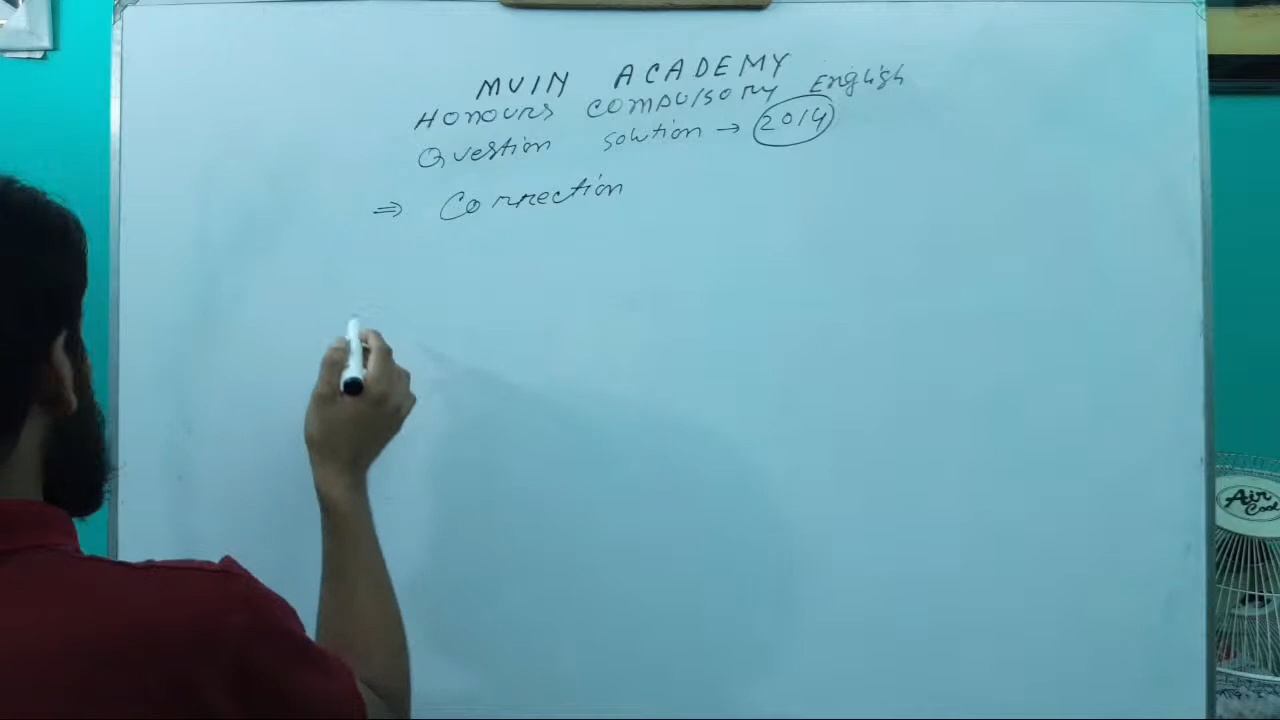 MUIN ACADEMY
Honours compulsory English
Question solution → 2014
⇒ Correction
Air
Cool